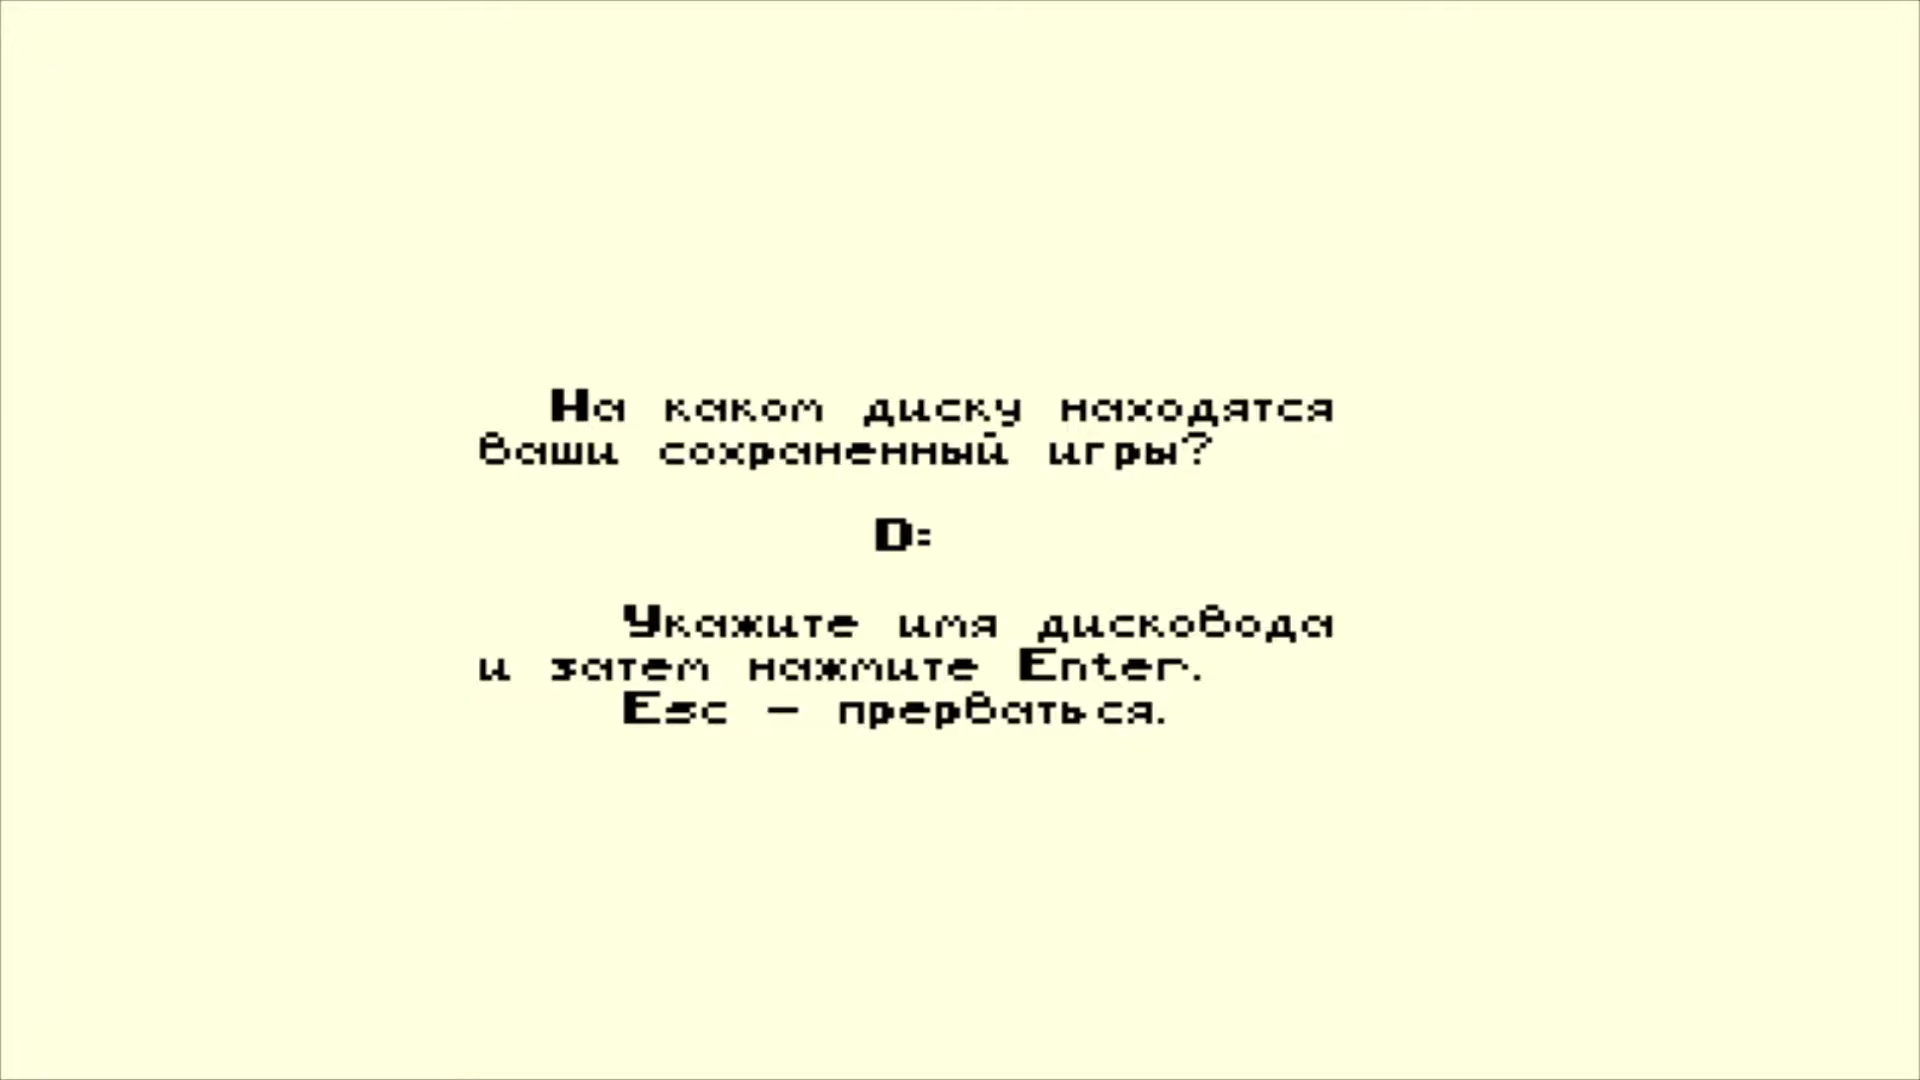 На каком диску находятся
ваши сохраненный игры?
D:
Укажите имя дисковода
и затем нажмите Enter.
Esc - прерваться.